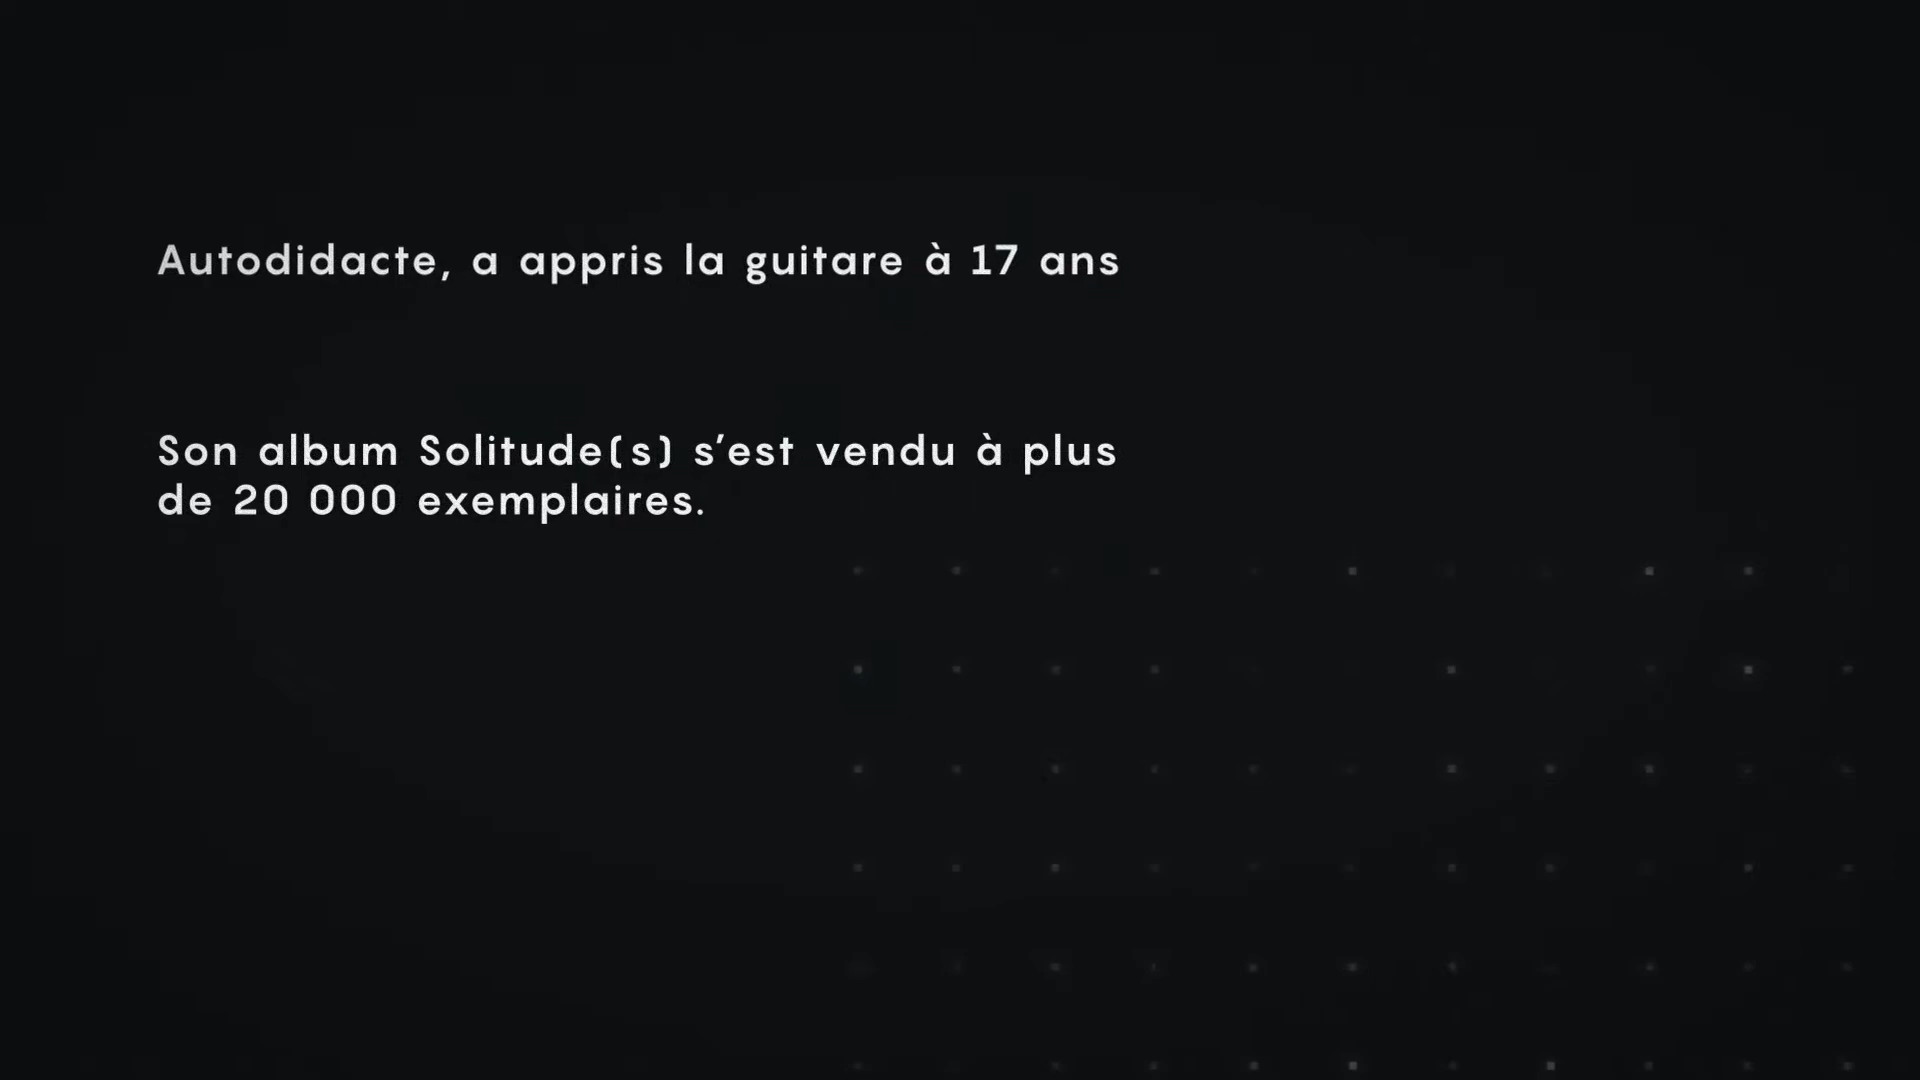 Autodidacte, a appris la guitare à 17 ans
Son album Solitude(s) s’est vendu à plus
de 20 000 exemplaires.